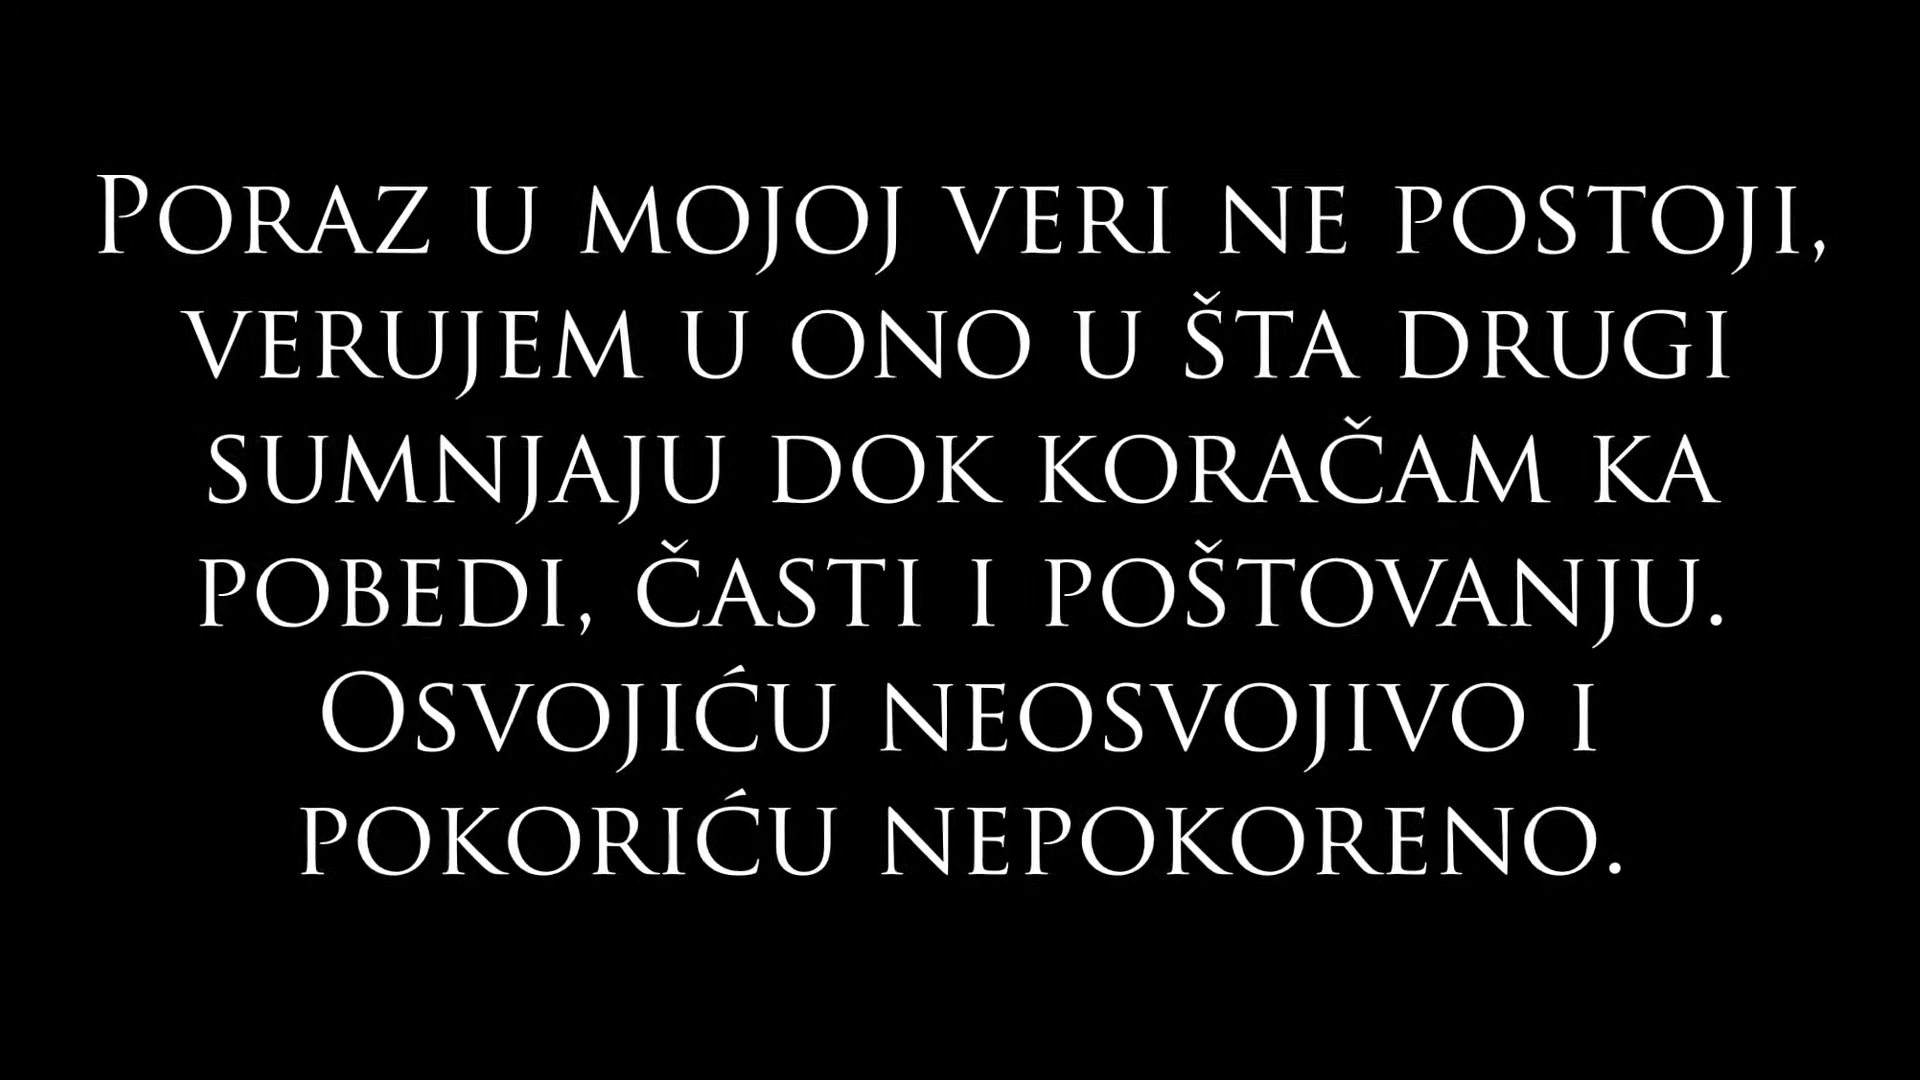 Poraz u mojoj veri ne postoji,
verujem u ono u šta drugi
sumnjaju dok koračam ka
pobedi, časti i poštovanju.
Osvojiću neosvojivo i
pokoriću nepokoreno.